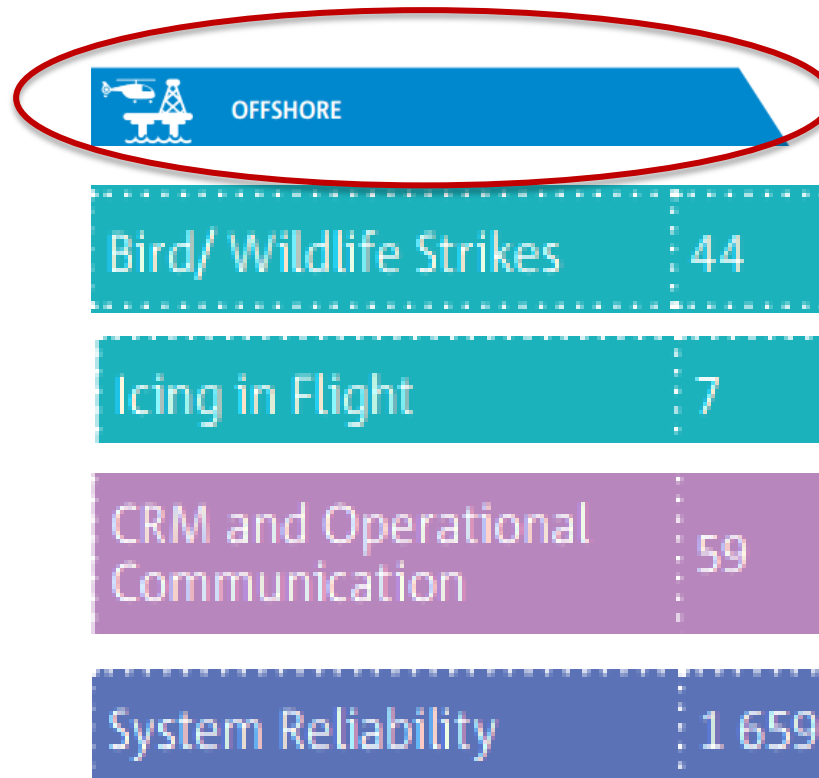 OFFSHORE
Bird/ Wildlife Strikes 44
Icing in Flight 7
CRM and Operational
Communication 59
System Reliability 1 659